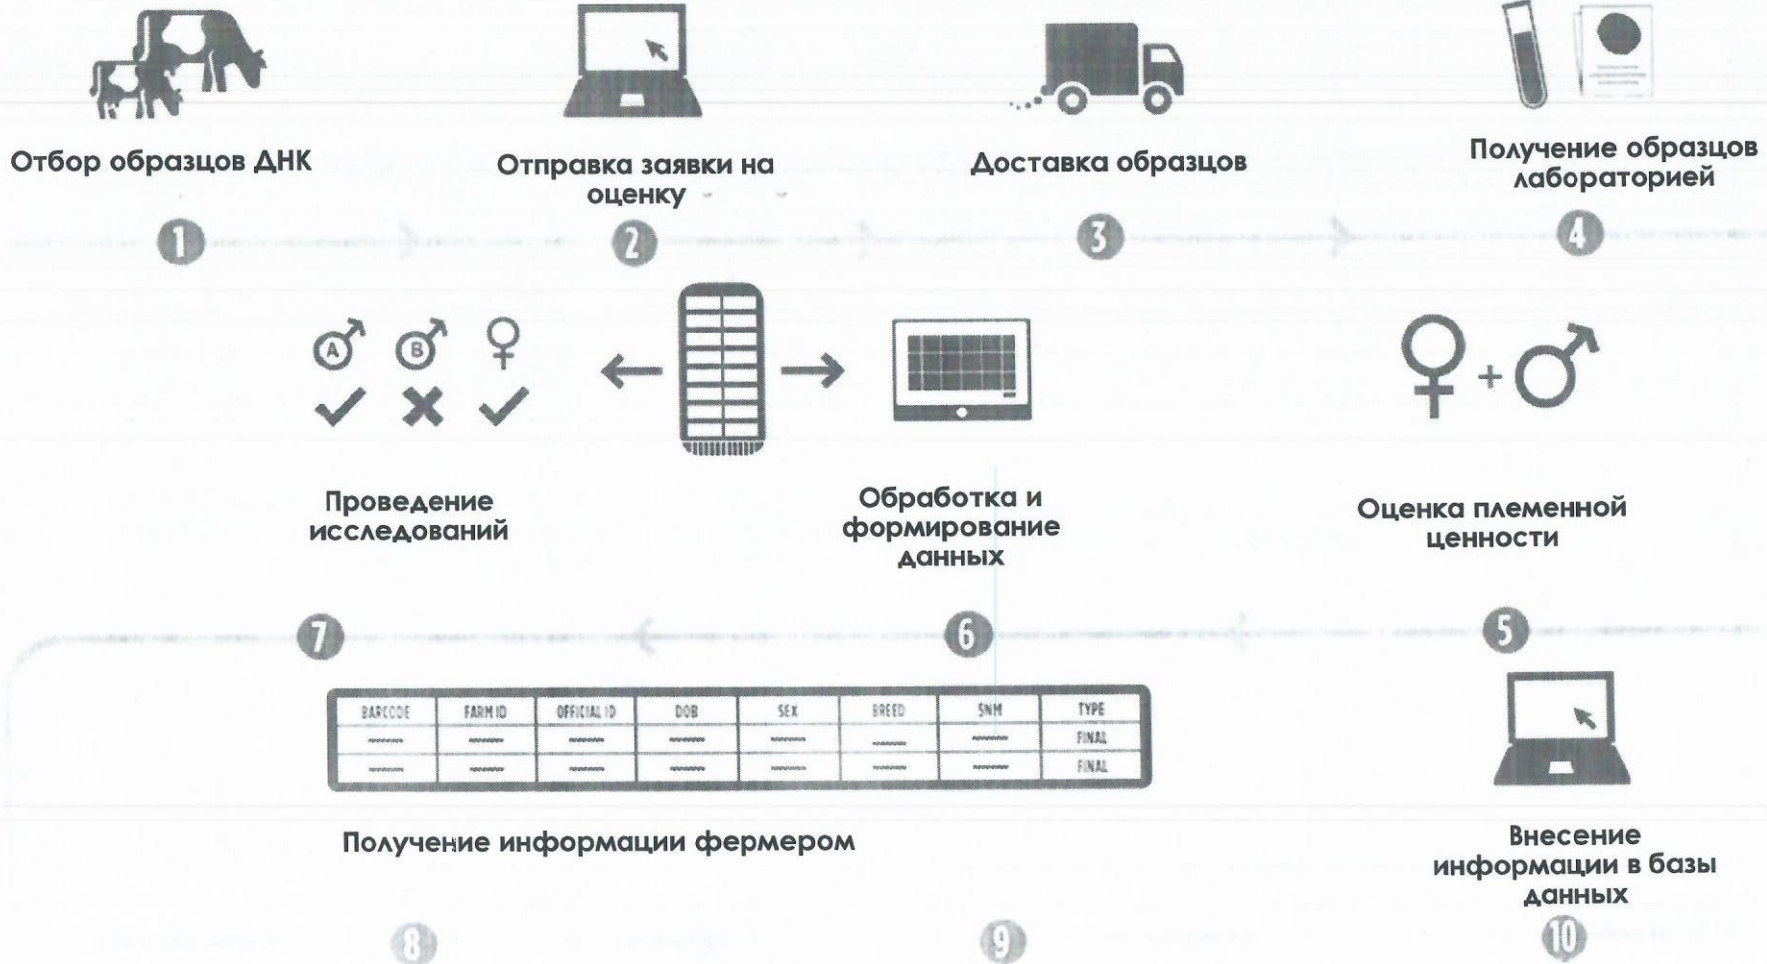 Отбор образцов ДНК
Отправка заявки на
оценку
Доставка образцов
Получение образцов
лабораторией
1
2
3
4
A
B
+
Проведение
исследований
Обработка и
формирование
данных
Оценка племенной
ценности
7
6
5
BARCODE FARM ID OFFICIAL ID DOB SEX BREED SNM TYPE
FINAL
FINAL
Получение информации фермером
Внесение
информации в базы
данных
8
9
10